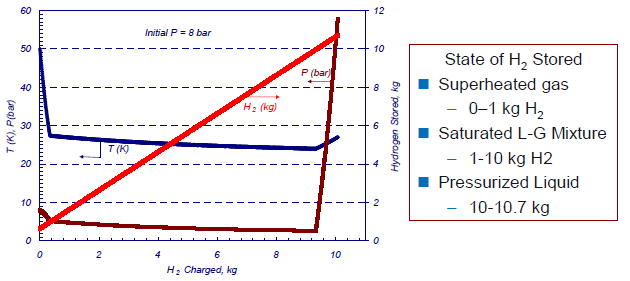 60
50
40
30
20
10
0
T (K), P(bar)
Initial P = 8 bar
P (bar)
H2 (kg)
T (K)
12
10
8
6
4
2
0
Hydrogen Stored, kg
0
2
4
6
8
10
H2 Charged, kg
State of H2 Stored
Superheated gas
– 0–1 kg H2
Saturated L-G Mixture
– 1-10 kg H2
Pressurized Liquid
– 10-10.7 kg